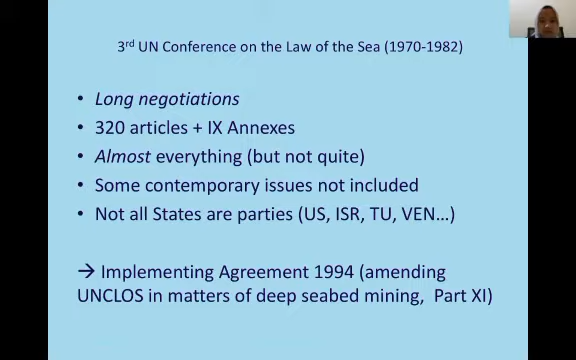 3rd UN Conference on the Law of the Sea (1970-1982)
• Long negotiations
• 320 articles + IX Annexes
• Almost everything (but not quite)
• Some contemporary issues not included
• Not all States are parties (US, ISR, TU, VEN…)
→ Implementing Agreement 1994 (amending
UNCLOS in matters of deep seabed mining, Part XI)